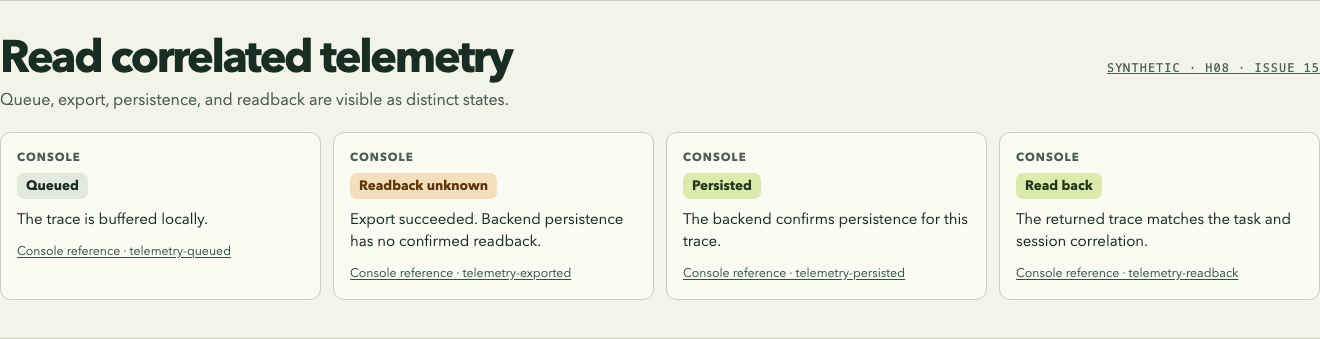 Read correlated telemetry
SYNTHETIC · H08 · ISSUE 15
Queue, export, persistence, and readback are visible as distinct states.
CONSOLE
Queued
The trace is buffered locally.
Console reference · telemetry-queued
CONSOLE
Readback unknown
Export succeeded. Backend persistence
has no confirmed readback.
Console reference · telemetry-exported
CONSOLE
Persisted
The backend confirms persistence for this
trace.
Console reference · telemetry-persisted
CONSOLE
Read back
The returned trace matches the task and
session correlation.
Console reference · telemetry-readback